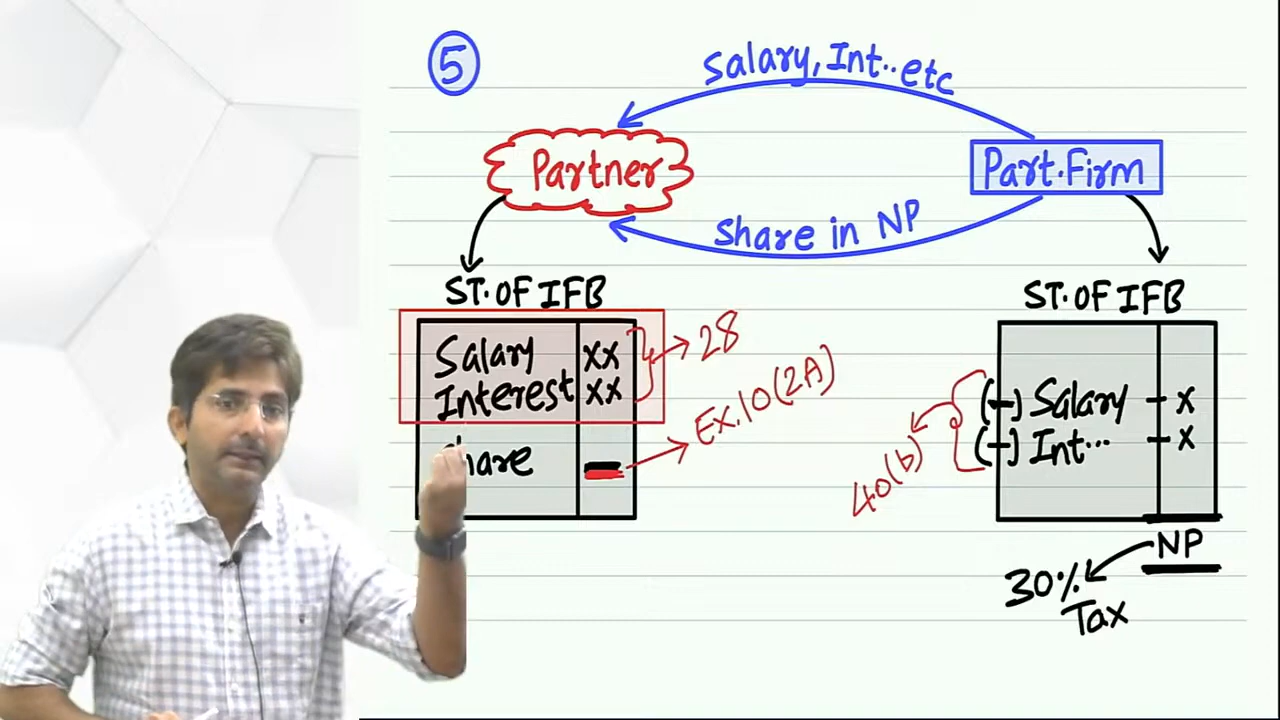 5
Salary, Int.. etc
Partner
Part.Firm
Share in NP
ST. OF IFB
Salary xx
Interest xx
28
Share
Ex.10(2A)
ST. OF IFB
(-) Salary - x
(-) Int... - x
40(b)
NP
30% Tax